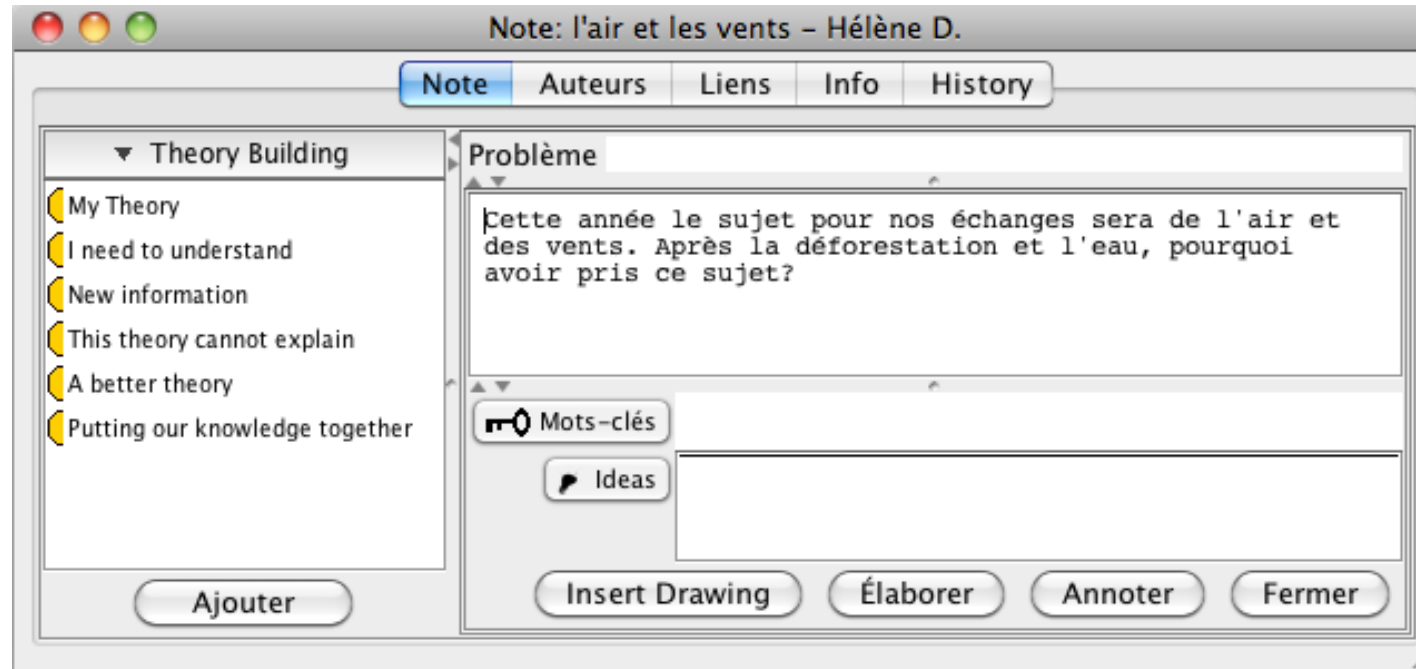 Note: l'air et les vents – Hélène D.
Note Auteurs Liens Info History
Theory Building
My Theory
I need to understand
New information
This theory cannot explain
A better theory
Putting our knowledge together
Ajouter
Problème
Cette année le sujet pour nos échanges sera de l'air et
des vents. Après la déforestation et l'eau, pourquoi
avoir pris ce sujet?
Mots-clés
Ideas
Insert Drawing Élaborer Annoter Fermer